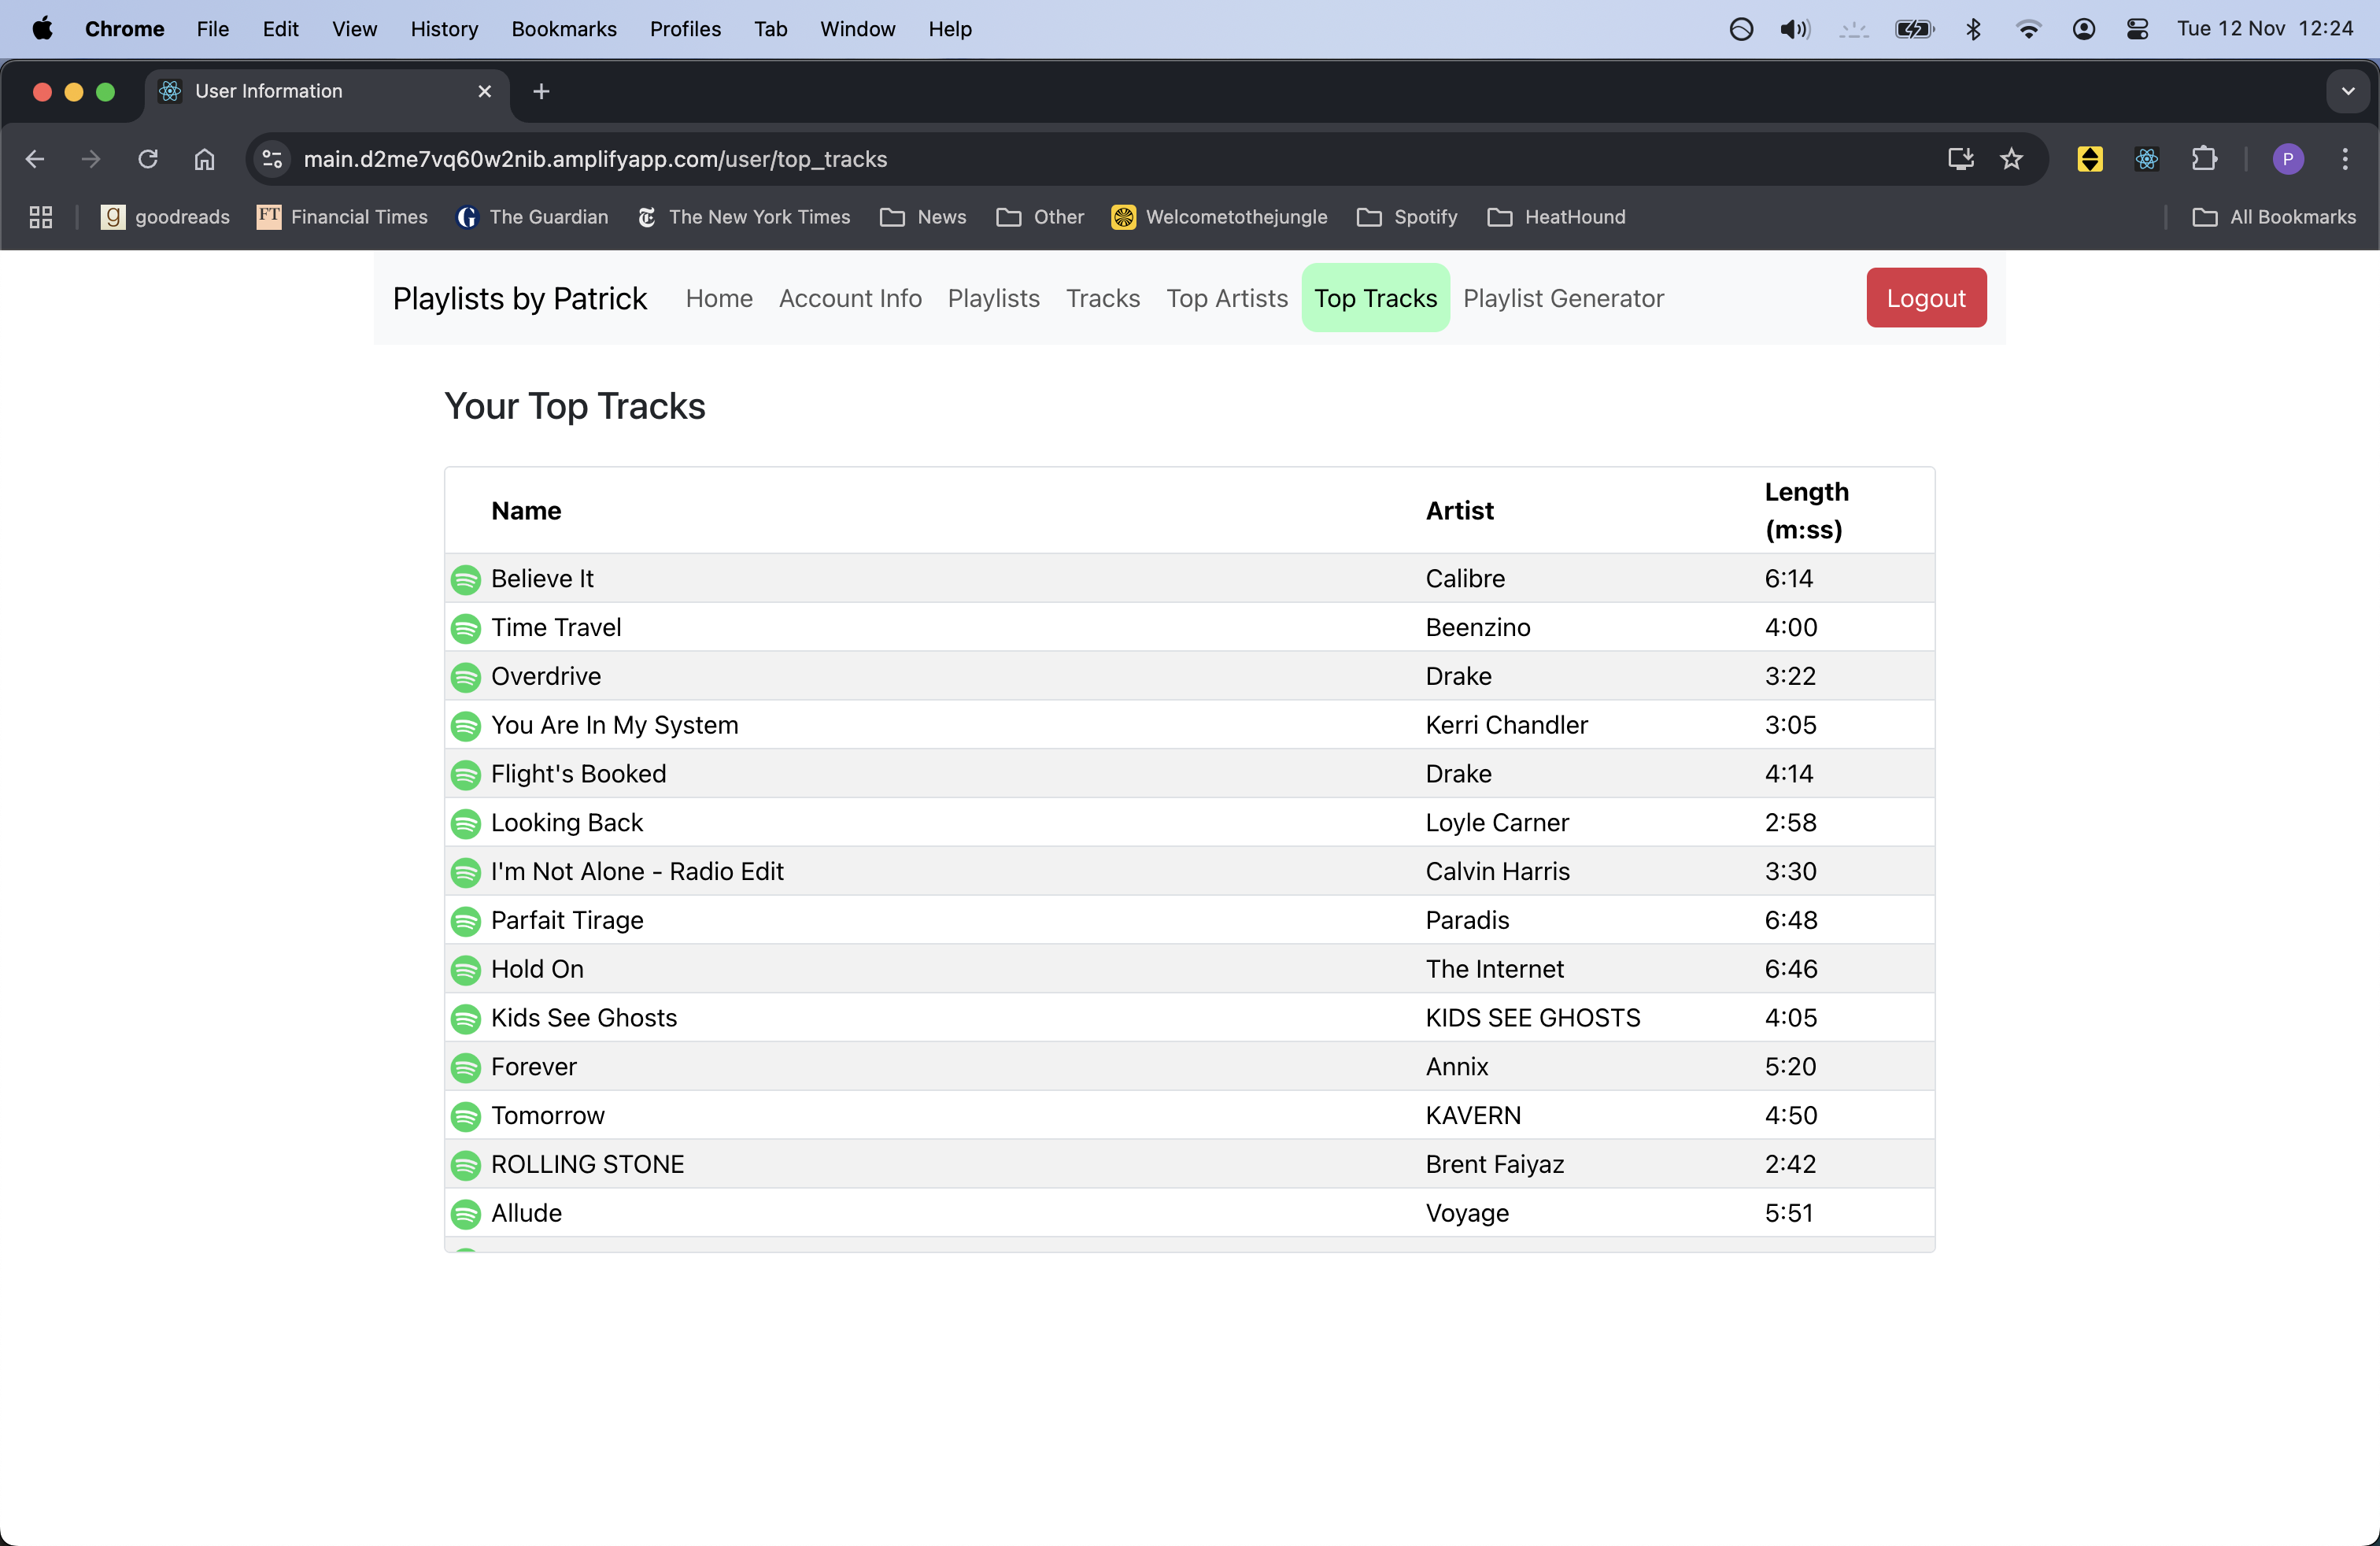 Chrome File Edit View History Bookmarks Profiles Tab Window Help Tue 12 Nov 12:24
User Information
main.d2me7vq60w2nib.amplifyapp.com/user/top_tracks P
g goodreads FT Financial Times G The Guardian The New York Times News Other Welcometothejungle Spotify HeatHound All Bookmarks
Playlists by Patrick Home Account Info Playlists Tracks Top Artists Top Tracks Playlist Generator Logout
Your Top Tracks
Name Artist Length (m:ss)
Believe It Calibre 6:14
Time Travel Beenzino 4:00
Overdrive Drake 3:22
You Are In My System Kerri Chandler 3:05
Flight's Booked Drake 4:14
Looking Back Loyle Carner 2:58
I'm Not Alone - Radio Edit Calvin Harris 3:30
Parfait Tirage Paradis 6:48
Hold On The Internet 6:46
Kids See Ghosts KIDS SEE GHOSTS 4:05
Forever Annix 5:20
Tomorrow KAVERN 4:50
ROLLING STONE Brent Faiyaz 2:42
Allude Voyage 5:51